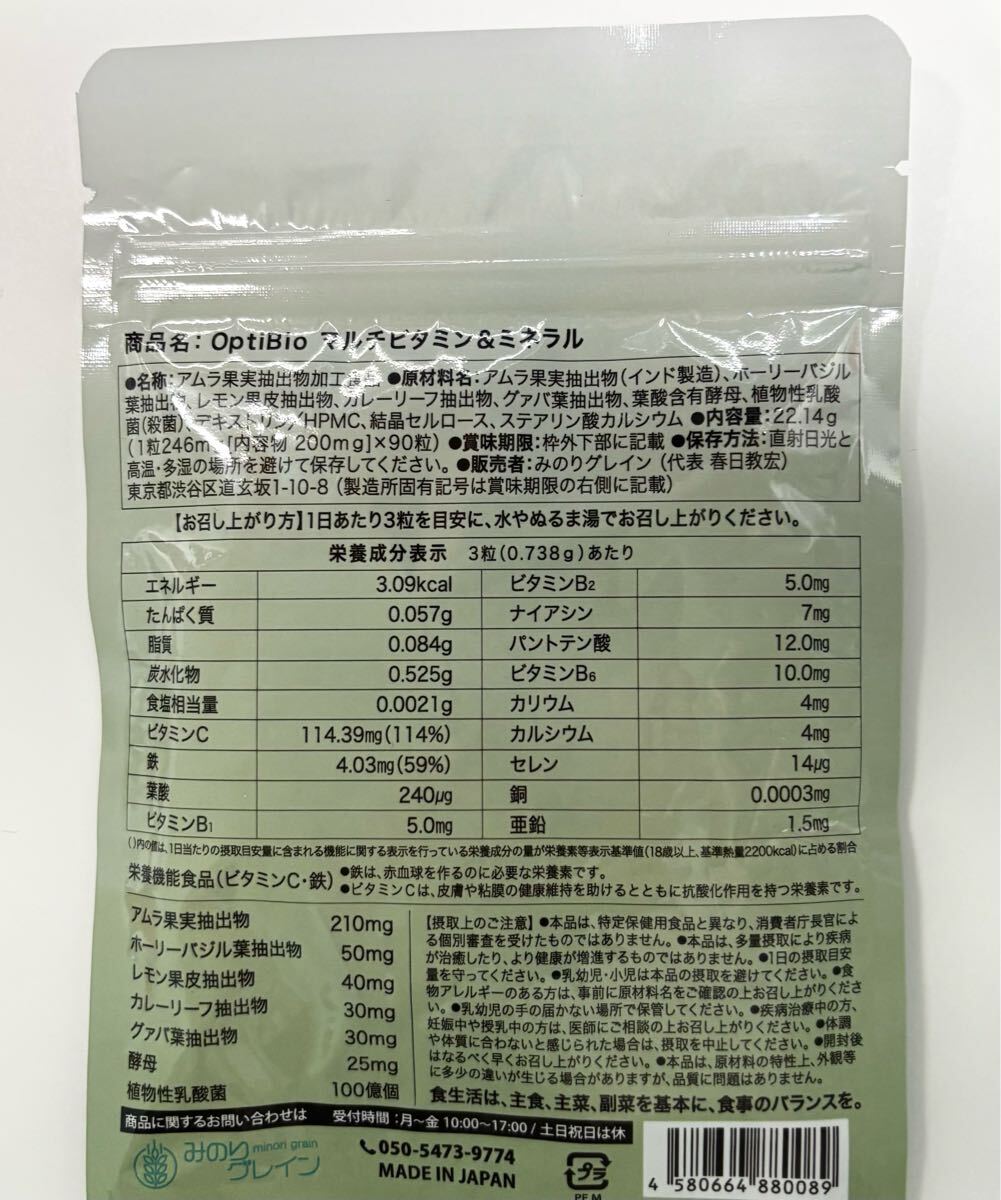 商品名：OptiBio マルチビタミン＆ミネラル
●名称：アムラ果実抽出物加工食品 ●原材料名：アムラ果実抽出物（インド製造）、ホーリーバジル
葉抽出物、レモン果皮抽出物、カレーリーフ抽出物、グァバ葉抽出物、葉酸含有酵母、植物性乳酸
菌（殺菌）、デキストリン/HPMC、結晶セルロース、ステアリン酸カルシウム ●内容量：22.14g
（1粒246m [内容物 200mg]×90粒） ●賞味期限：枠外下部に記載 ●保存方法：直射日光と
高温・多湿の場所を避けて保存してください。 ●販売者：みのりグレイン （代表 春日教宏）
東京都渋谷区道玄坂1-10-8（製造所固有記号は賞味期限の右側に記載）
【お召し上がり方】1日あたり3粒を目安に、水やぬるま湯でお召し上がりください。
栄養成分表示 3粒（0.738g）あたり
エネルギー 3.09kcal ビタミンB2 5.0mg
たんぱく質 0.057g ナイアシン 7mg
脂質 0.084g パントテン酸 12.0mg
炭水化物 0.525g ビタミンB6 10.0mg
食塩相当量 0.0021g カリウム 4mg
ビタミンC 114.39mg（114%） カルシウム 4mg
鉄 4.03mg（59%） セレン 14μg
葉酸 240μg 銅 0.0003mg
ビタミンB1 5.0mg 亜鉛 1.5mg
（）内の値は、1日当たりの摂取目安量に含まれる機能に関する表示を行っている栄養成分の量が栄養素等表示基準値（18歳以上、基準熱量2200kcal）に占める割合
栄養機能食品（ビタミンC・鉄）
●鉄は、赤血球を作るのに必要な栄養素です。
●ビタミンCは、皮膚や粘膜の健康維持を助けるとともに抗酸化作用を持つ栄養素です。
アムラ果実抽出物 210mg
ホーリーバジル葉抽出物 50mg
レモン果皮抽出物 40mg
カレーリーフ抽出物 30mg
グァバ葉抽出物 30mg
酵母 25mg
植物性乳酸菌 100億個
【摂取上のご注意】 ●本品は、特定保健用食品と異なり、消費者庁長官によ
る個別審査を受けたものではありません。 ●本品は、多量摂取により疾病
が治癒したり、より健康が増進するものではありません。 ●1日の摂取目安
量を守ってください。 ●乳幼児・小児は本品の摂取を避けてください。 ●食
物アレルギーのある方は、事前に原材料名をご確認の上お召し上がりくださ
い。 ●乳幼児の手の届かない場所で保管してください。 ●疾病治療中の方、
妊娠中や授乳中の方は、医師にご相談の上お召し上がりください。 ●体調
や体質に合わないと感じられた場合は、摂取を中止してください。 ●開封後
はなるべく早くお召し上がりください。 ●本品は、原材料の特性上、外観等
に多少の違いが生じる場合がありますが、品質に問題はありません。
食生活は、主食、主菜、副菜を基本に、食事のバランスを。
商品に関するお問い合わせは 受付時間：月〜金 10:00〜17:00 / 土日祝日は休
みのり minori grain
グレイン
050-5473-9774
MADE IN JAPAN
プラ
PE, M
4 580664 880089